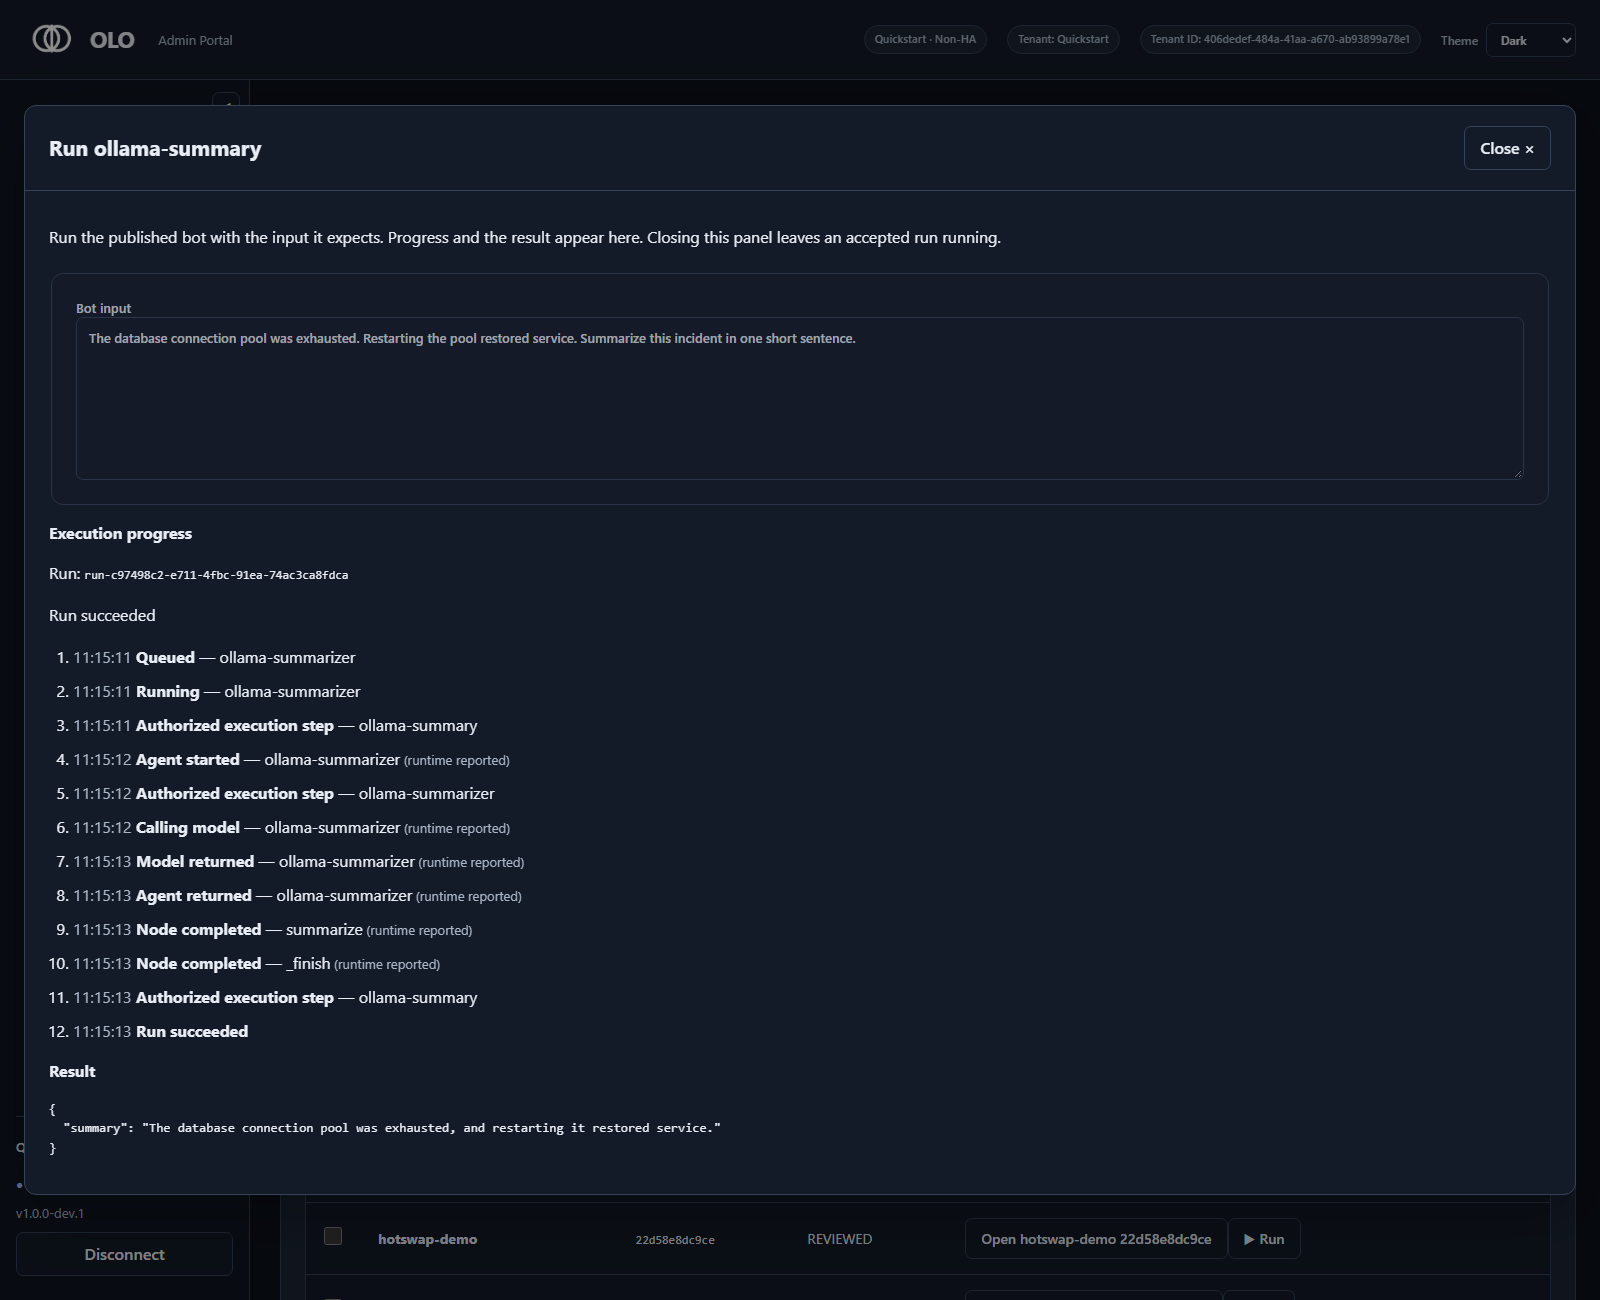 OLO
Admin Portal
Quickstart · Non-HA
Tenant: Quickstart
Tenant ID: 406dedef-484a-41aa-a670-ab93899a78e1
Theme
Dark
Run ollama-summary
Close ×
Run the published bot with the input it expects. Progress and the result appear here. Closing this panel leaves an accepted run running.
Bot input
The database connection pool was exhausted. Restarting the pool restored service. Summarize this incident in one short sentence.
Execution progress
Run: run-c97498c2-e711-4fbc-91ea-74ac3ca8fdca
Run succeeded
1. 11:15:11 Queued — ollama-summarizer
2. 11:15:11 Running — ollama-summarizer
3. 11:15:11 Authorized execution step — ollama-summary
4. 11:15:12 Agent started — ollama-summarizer (runtime reported)
5. 11:15:12 Authorized execution step — ollama-summarizer
6. 11:15:12 Calling model — ollama-summarizer (runtime reported)
7. 11:15:13 Model returned — ollama-summarizer (runtime reported)
8. 11:15:13 Agent returned — ollama-summarizer (runtime reported)
9. 11:15:13 Node completed — summarize (runtime reported)
10. 11:15:13 Node completed — _finish (runtime reported)
11. 11:15:13 Authorized execution step — ollama-summary
12. 11:15:13 Run succeeded
Result
{
"summary": "The database connection pool was exhausted, and restarting it restored service."
}
v1.0.0-dev.1
Disconnect
hotswap-demo
22d58e8dc9ce
REVIEWED
Open hotswap-demo 22d58e8dc9ce
▶ Run